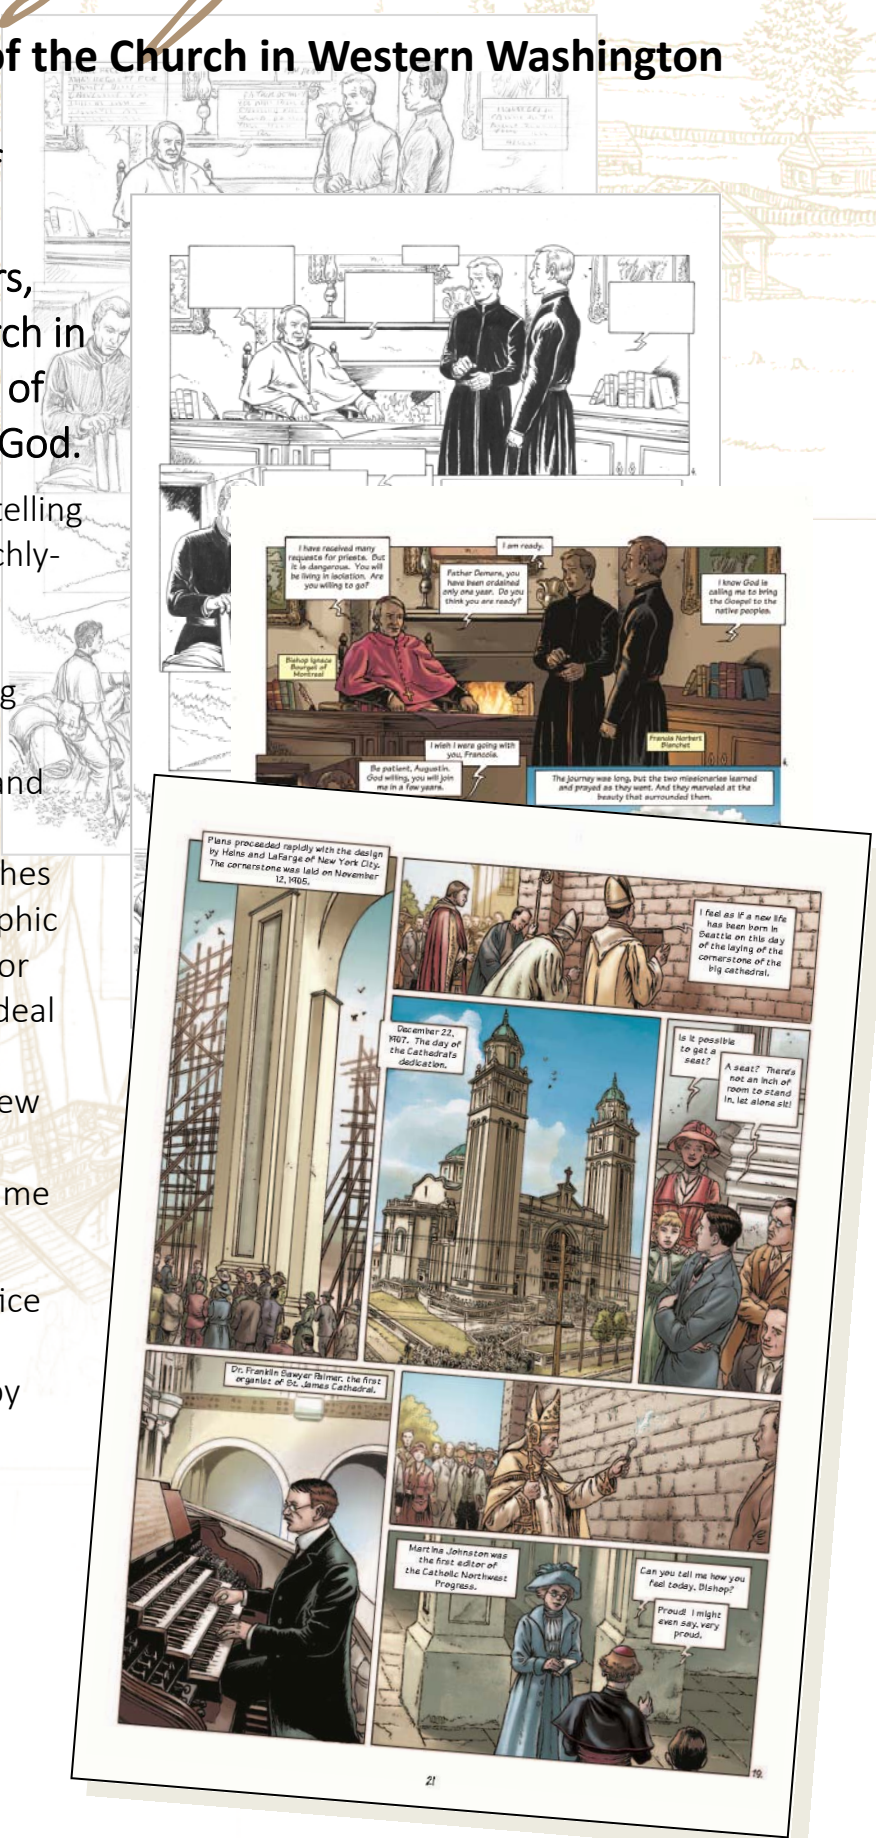 of the Church in Western Washington
f
rs,
rch in
of
God.
telling
chly-
g
and
hes
phic
or
deal
ew
me
ice
by
I have received many
requests for priests. But
it is dangerous. You will
be living in isolation. Are
you willing to go?
I am ready.
Father Demers, you
have been ordained
only one year. Do you
think you are ready?
I know God is
calling me to bring
the Gospel to the
native peoples.
Bishop Ignace
Bourget of
Montreal
Francis Norbert
Blanchet
I wish I were going with
you, Francois.
Be patient, Augustin.
God willing, you will join
me in a few years.
The journey was long, but the two missionaries learned
and prayed as they went. And they marveled at the
beauty that surrounded them.
Plans proceeded rapidly with the design
by Heins and LaFarge of New York City.
The cornerstone was laid on November
12, 1905.
I feel as if a new life
has been born in
Seattle on this day
of the laying of the
cornerstone of the
big cathedral.
December 22,
1907. The day of
the Cathedral's
dedication.
Is it possible
to get a
seat?
A seat? There's
not an inch of
room to stand
in, let alone sit!
Dr. Franklin Sawyer Palmer, the first
organist of St. James Cathedral.
Martina Johnston was
the first editor of
the Catholic Northwest
Progress.
Can you tell me how you
feel today, Bishop?
Proud! I might
even say, very
proud.
21
19.